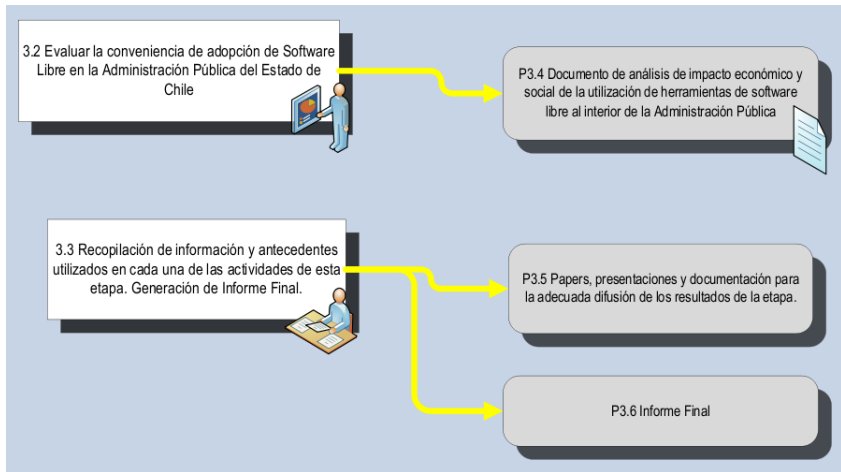 3.2 Evaluar la conveniencia de adopción de Software
Libre en la Administración Pública del Estado de
Chile
P3.4 Documento de análisis de impacto económico y
social de la utilización de herramientas de software
libre al interior de la Administración Pública
3.3 Recopilación de información y antecedentes
utilizados en cada una de las actividades de esta
etapa. Generación de Informe Final.
P3.5 Papers, presentaciones y documentación para
la adecuada difusión de los resultados de la etapa.
P3.6 Informe Final